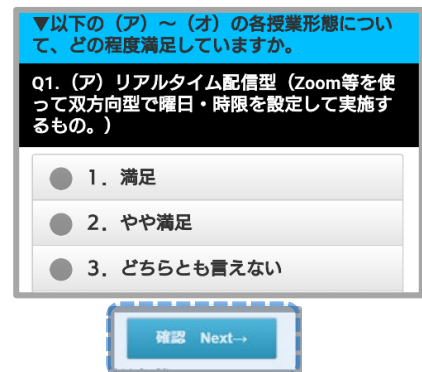 ▼以下の（ア）～（オ）の各授業形態につい
て、どの程度満足していますか。
Q1.（ア）リアルタイム配信型（Zoom等を使
って双方向型で曜日・時限を設定して実施す
るもの。）
1．満足
2．やや満足
3．どちらとも言えない
確認 Next→